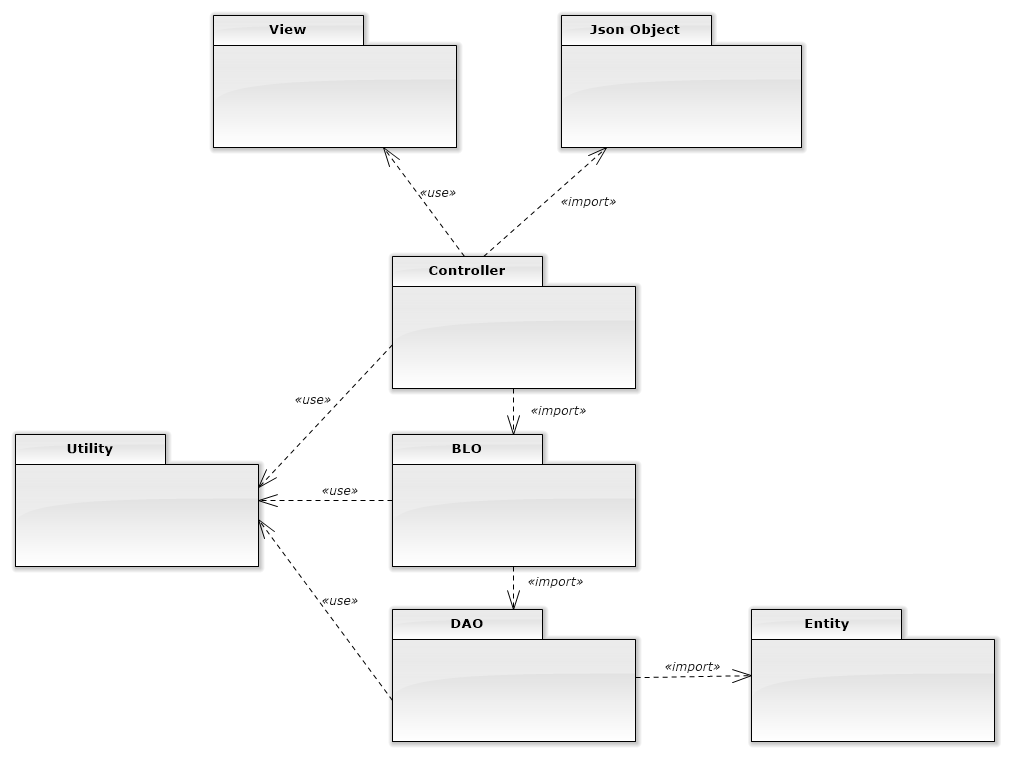 View
Json Object
«use»
«import»
Controller
«use»
«import»
Utility
BLO
«use»
«import»
«use»
DAO
Entity
«import»